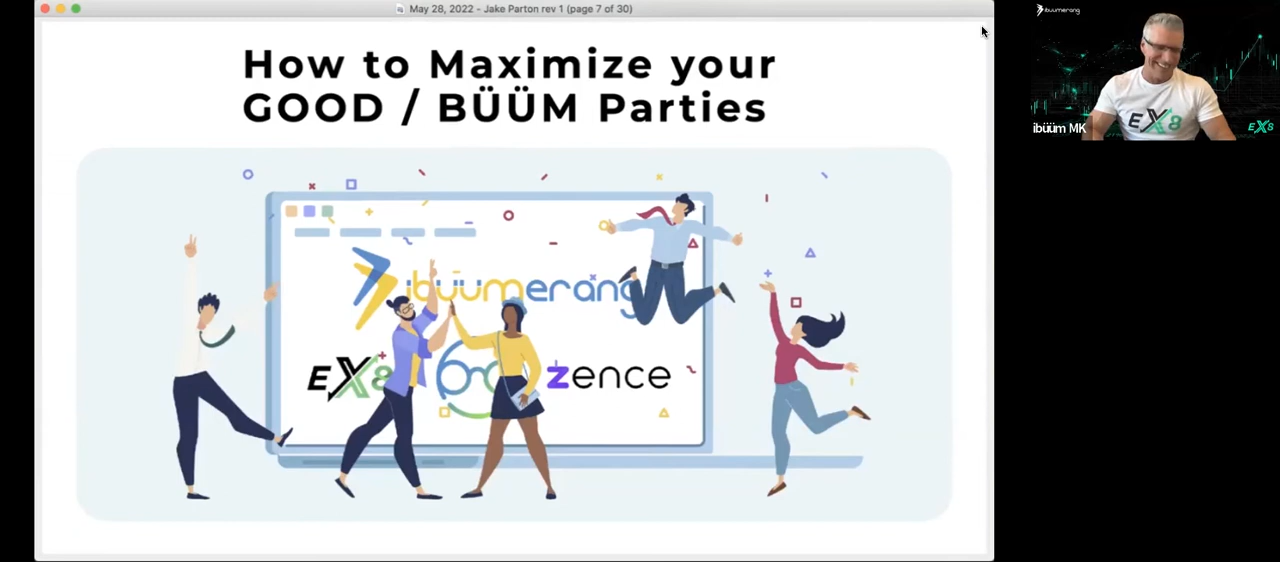 May 28, 2022 - Jake Parton rev 1 (page 7 of 30)
How to Maximize your
GOOD / BÜÜM Parties
ibüümerang
EX8
zence
ibüümerang
EX8
ibüüm MK
EX8